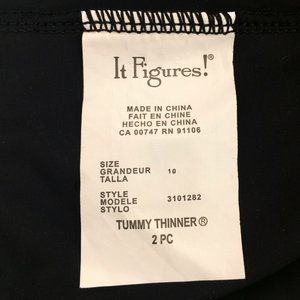 It Figures!®
MADE IN CHINA
FAIT EN CHINE
HECHO EN CHINA
CA 00747 RN 91106
SIZE
GRANDEUR 10
TALLA
STYLE
MODELE 3101282
STYLO
TUMMY THINNER®
2 PC